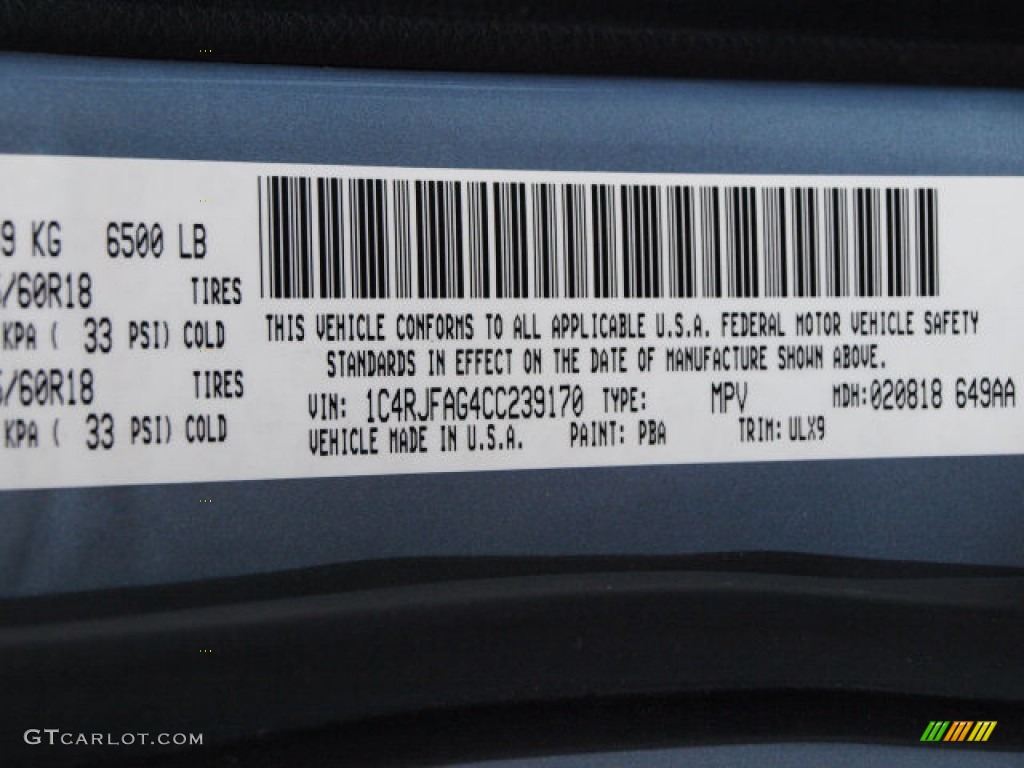 9 KG 6500 LB
/60R18 TIRES
KPA ( 33 PSI) COLD
/60R18 TIRES
KPA ( 33 PSI) COLD
THIS VEHICLE CONFORMS TO ALL APPLICABLE U.S.A. FEDERAL MOTOR VEHICLE SAFETY
STANDARDS IN EFFECT ON THE DATE OF MANUFACTURE SHOWN ABOVE.
VIN: 1C4RJFAG4CC239170 TYPE: MPV MDH:020818 649AA
VEHICLE MADE IN U.S.A. PAINT: PBA TRIM: ULX9
GTCARLOT.COM